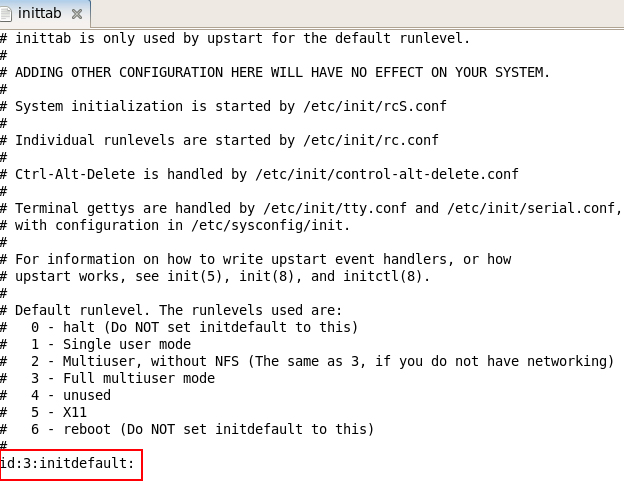 inittab
# inittab is only used by upstart for the default runlevel.
#
# ADDING OTHER CONFIGURATION HERE WILL HAVE NO EFFECT ON YOUR SYSTEM.
#
# System initialization is started by /etc/init/rcS.conf
#
# Individual runlevels are started by /etc/init/rc.conf
#
# Ctrl-Alt-Delete is handled by /etc/init/control-alt-delete.conf
#
# Terminal gettys are handled by /etc/init/tty.conf and /etc/init/serial.conf,
# with configuration in /etc/sysconfig/init.
#
# For information on how to write upstart event handlers, or how
# upstart works, see init(5), init(8), and initctl(8).
#
# Default runlevel. The runlevels used are:
#   0 - halt (Do NOT set initdefault to this)
#   1 - Single user mode
#   2 - Multiuser, without NFS (The same as 3, if you do not have networking)
#   3 - Full multiuser mode
#   4 - unused
#   5 - X11
#   6 - reboot (Do NOT set initdefault to this)
#
id:3:initdefault: